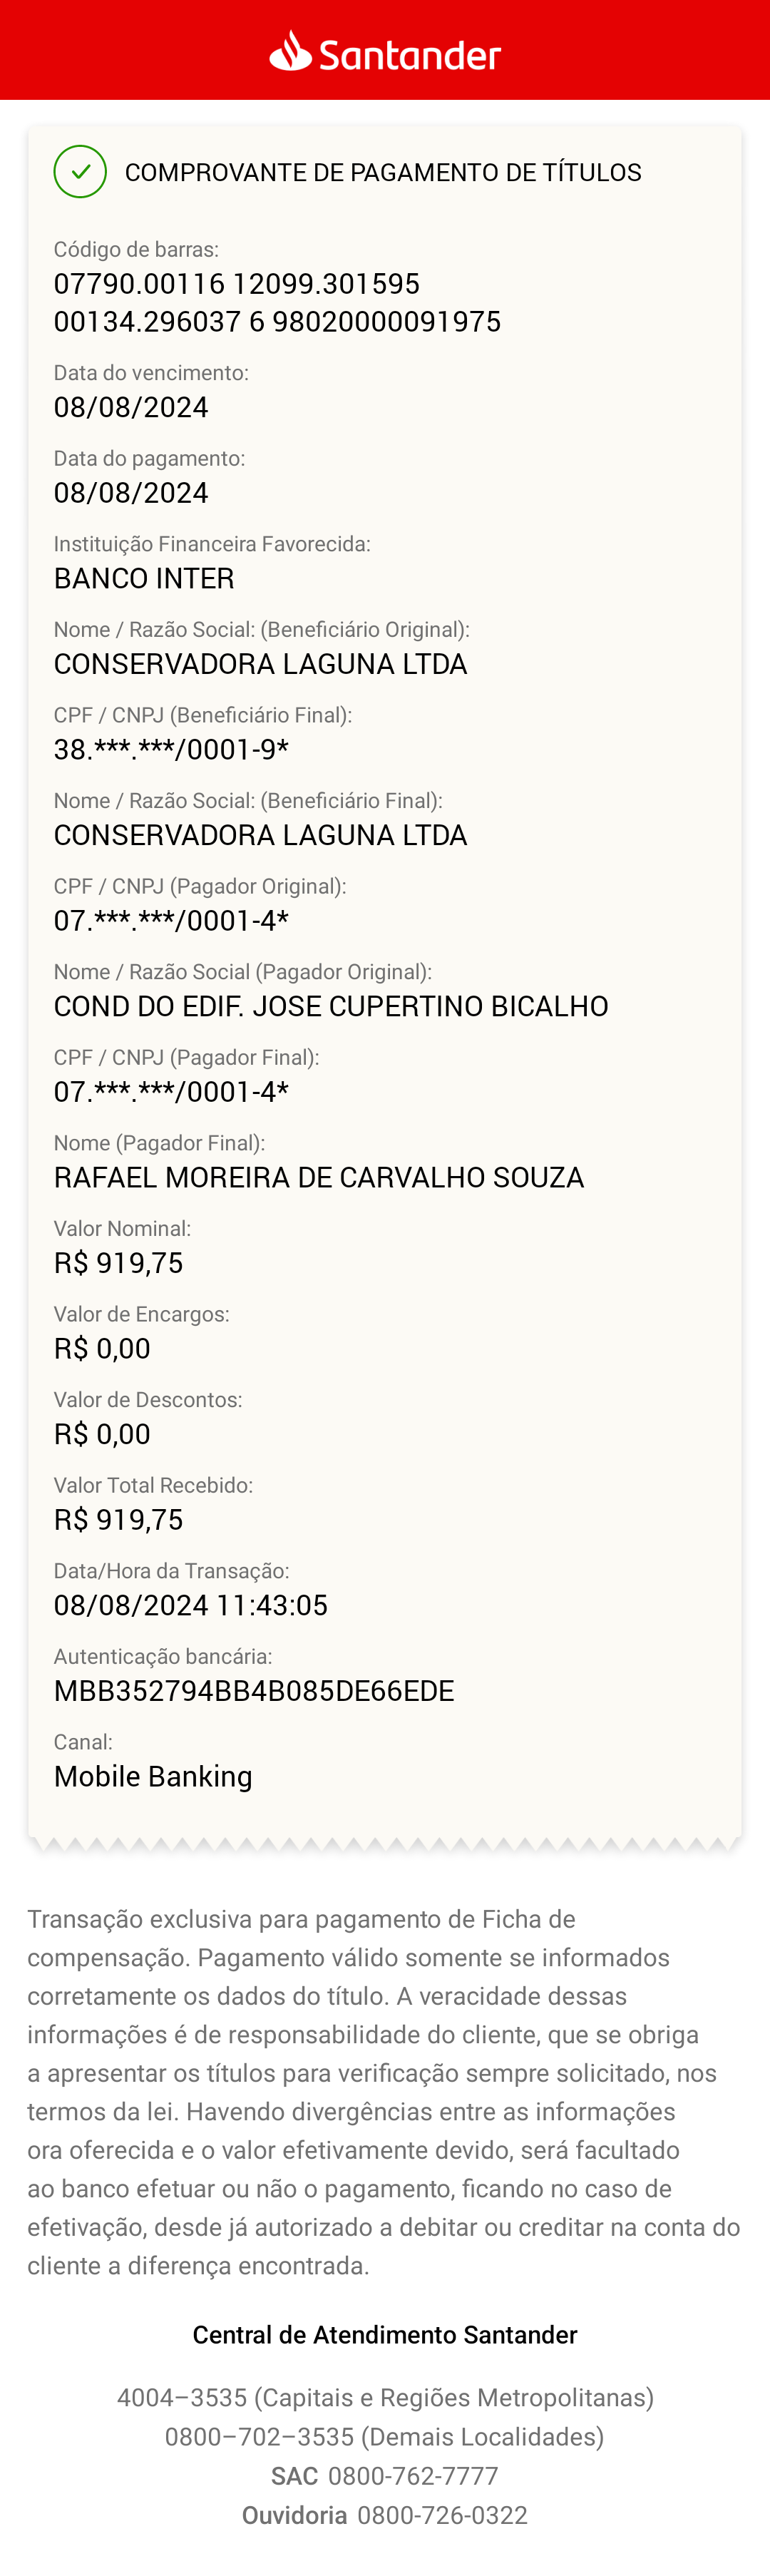 Santander
COMPROVANTE DE PAGAMENTO DE TÍTULOS
Código de barras:
07790.00116 12099.301595
00134.296037 6 98020000091975
Data do vencimento:
08/08/2024
Data do pagamento:
08/08/2024
Instituição Financeira Favorecida:
BANCO INTER
Nome / Razão Social: (Beneficiário Original):
CONSERVADORA LAGUNA LTDA
CPF / CNPJ (Beneficiário Final):
38.***.***/0001-9*
Nome / Razão Social: (Beneficiário Final):
CONSERVADORA LAGUNA LTDA
CPF / CNPJ (Pagador Original):
07.***.***/0001-4*
Nome / Razão Social (Pagador Original):
COND DO EDIF. JOSE CUPERTINO BICALHO
CPF / CNPJ (Pagador Final):
07.***.***/0001-4*
Nome (Pagador Final):
RAFAEL MOREIRA DE CARVALHO SOUZA
Valor Nominal:
R$ 919,75
Valor de Encargos:
R$ 0,00
Valor de Descontos:
R$ 0,00
Valor Total Recebido:
R$ 919,75
Data/Hora da Transação:
08/08/2024 11:43:05
Autenticação bancária:
MBB352794BB4B085DE66EDE
Canal:
Mobile Banking
Transação exclusiva para pagamento de Ficha de
compensação. Pagamento válido somente se informados
corretamente os dados do título. A veracidade dessas
informações é de responsabilidade do cliente, que se obriga
a apresentar os títulos para verificação sempre solicitado, nos
termos da lei. Havendo divergências entre as informações
ora oferecida e o valor efetivamente devido, será facultado
ao banco efetuar ou não o pagamento, ficando no caso de
efetivação, desde já autorizado a debitar ou creditar na conta do
cliente a diferença encontrada.
Central de Atendimento Santander
4004–3535 (Capitais e Regiões Metropolitanas)
0800–702–3535 (Demais Localidades)
SAC 0800-762-7777
Ouvidoria 0800-726-0322